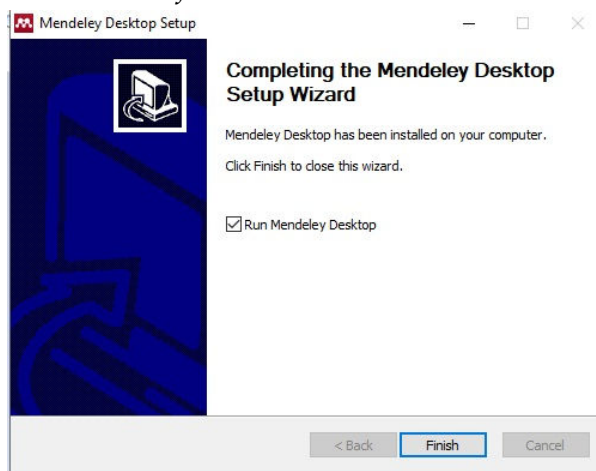 Mendeley Desktop Setup
Completing the Mendeley Desktop
Setup Wizard
Mendeley Desktop has been installed on your computer.
Click Finish to close this wizard.
Run Mendeley Desktop
< Back Finish Cancel